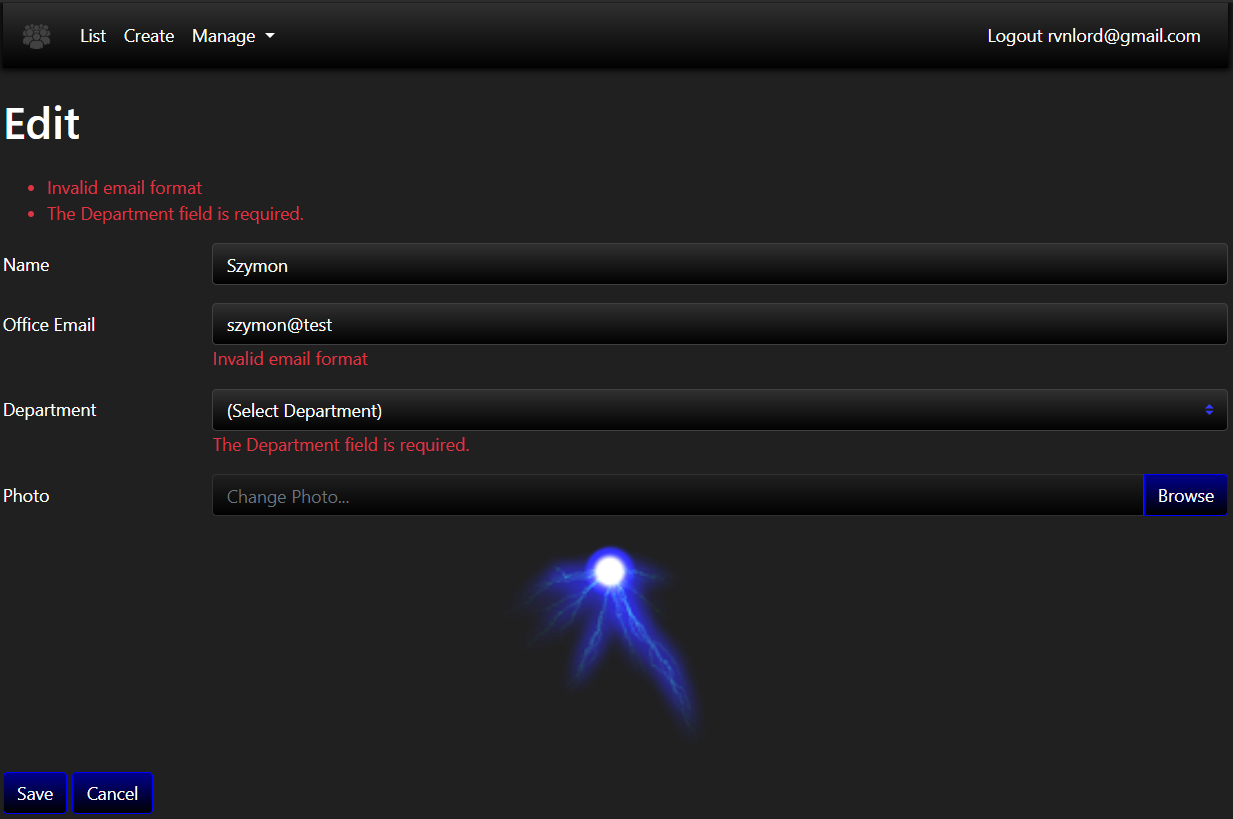 List Create Manage Logout rvnlord@gmail.com
Edit
• Invalid email format
• The Department field is required.
Name Szymon
Office Email szymon@test
Invalid email format
Department (Select Department)
The Department field is required.
Photo Change Photo... Browse
Save Cancel